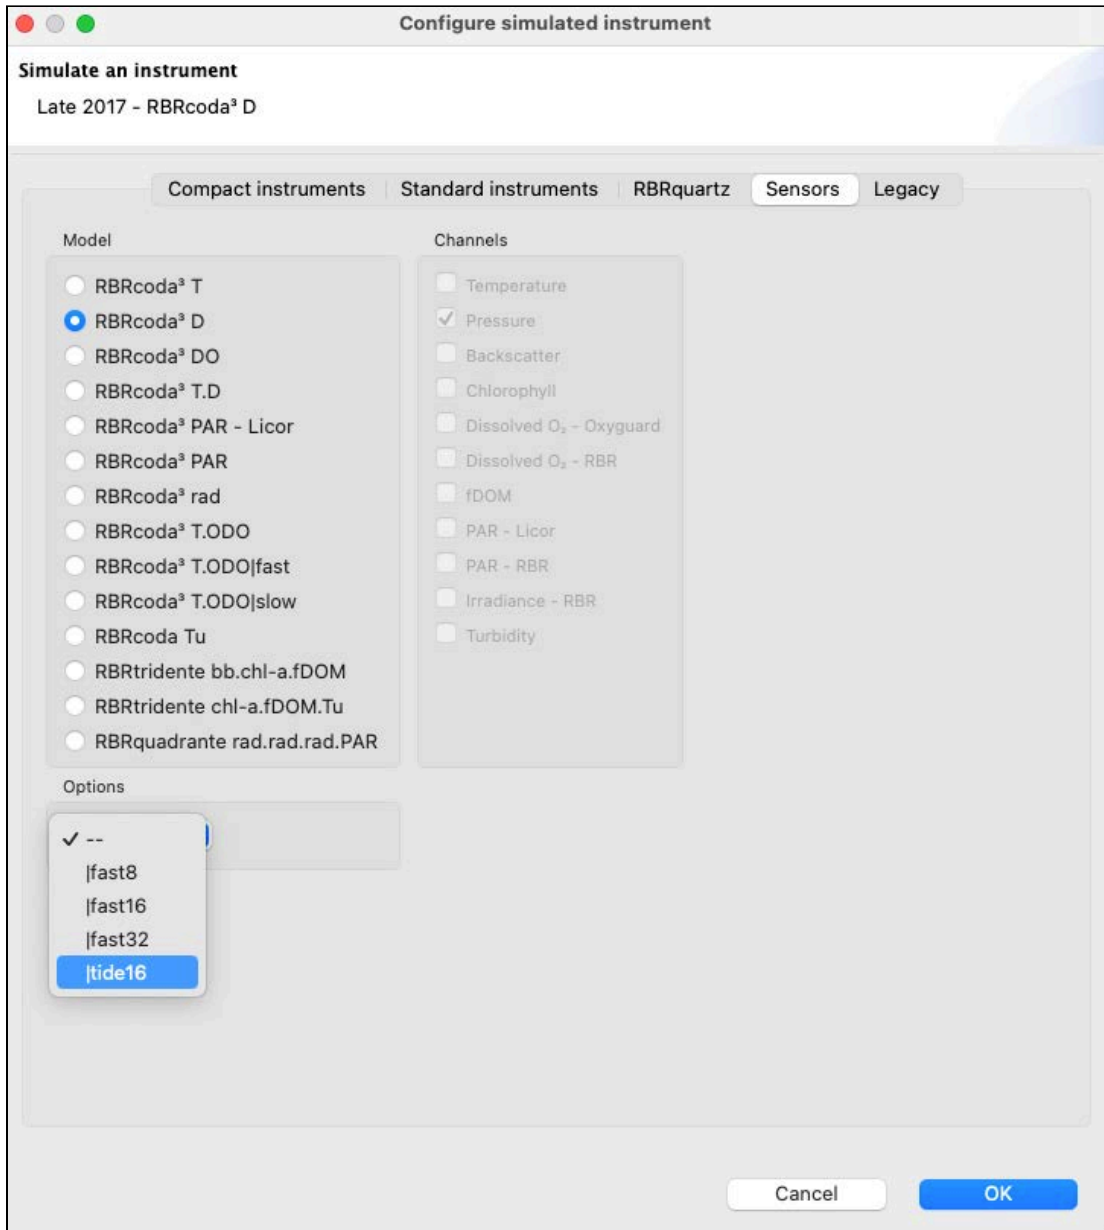 Configure simulated instrument
Simulate an instrument
Late 2017 - RBRcoda³ D
Compact instruments
Standard instruments
RBRquartz
Sensors
Legacy
Model
RBRcoda³ T
RBRcoda³ D
RBRcoda³ DO
RBRcoda³ T.D
RBRcoda³ PAR - Licor
RBRcoda³ PAR
RBRcoda³ rad
RBRcoda³ T.ODO
RBRcoda³ T.ODO|fast
RBRcoda³ T.ODO|slow
RBRcoda Tu
RBRtridente bb.chl-a.fDOM
RBRtridente chl-a.fDOM.Tu
RBRquadrante rad.rad.rad.PAR
Channels
Temperature
Pressure
Backscatter
Chlorophyll
Dissolved O₂ - Oxyguard
Dissolved O₂ - RBR
fDOM
PAR - Licor
PAR - RBR
Irradiance - RBR
Turbidity
Options
--
|fast8
|fast16
|fast32
|tide16
Cancel
OK